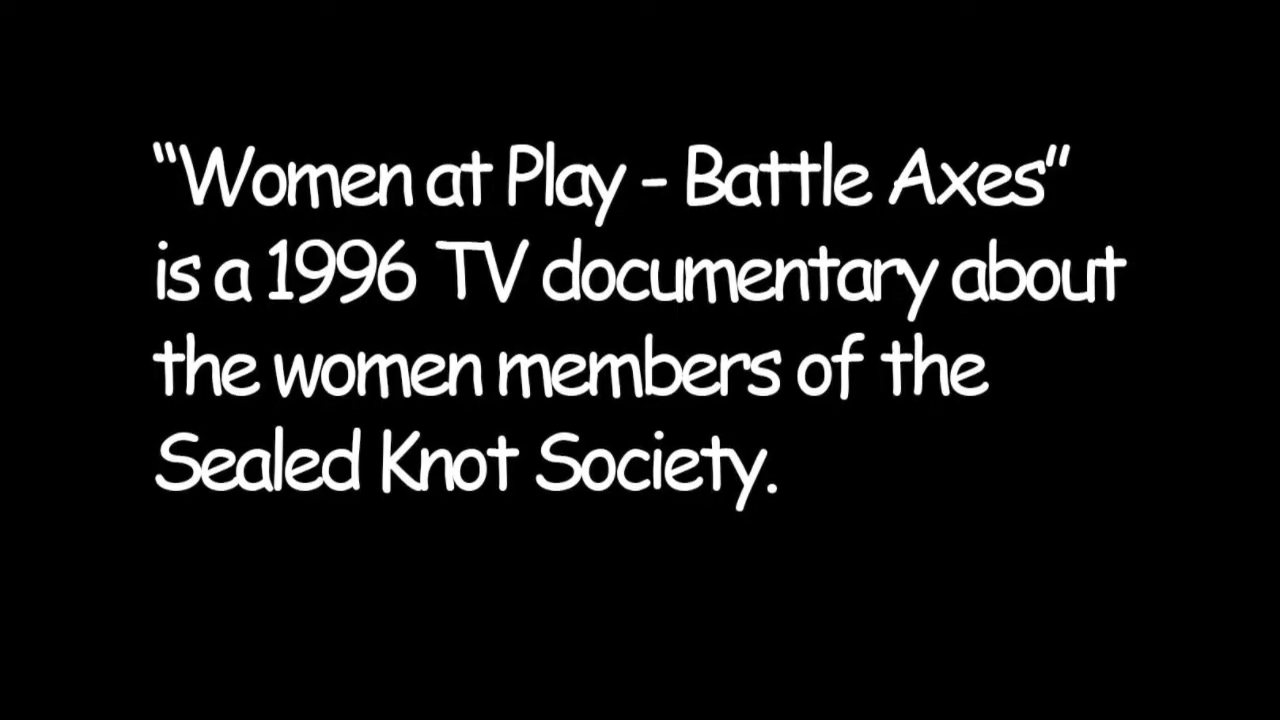 “Women at Play - Battle Axes”
is a 1996 TV documentary about
the women members of the
Sealed Knot Society.